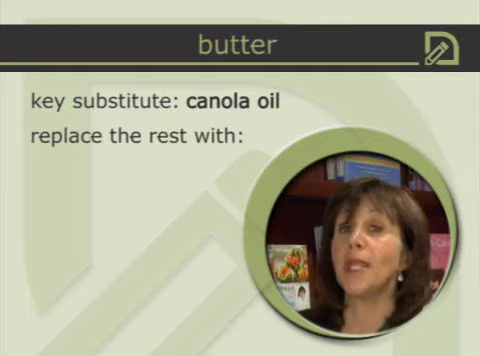 butter
key substitute: canola oil
replace the rest with: